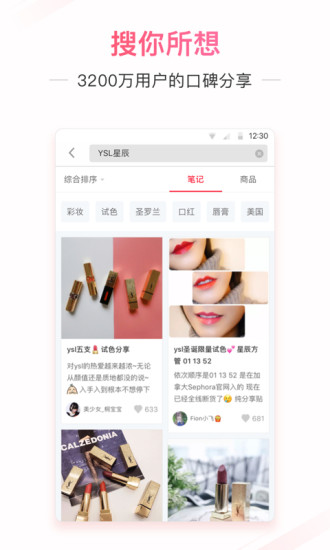 搜你所想
3200万用户的口碑分享
12:30
YSL星辰
综合排序
笔记
商品
彩妆
试色
圣罗兰
口红
唇膏
美国
ysl五支💄试色分享
对ysl的热爱越来越浓~无论
从颜值还是质地都没的说~
🙈入手入到根本不想停下
美少女_郸宝宝
633
ysl圣诞限量试色💕星辰方
管 01 13 52
依次顺序是01 13 52 是在加
拿大Sephora官网入的 现在
已经全线断货了😭 纯分享贴
Fion小飞
681
CALZEDONIA